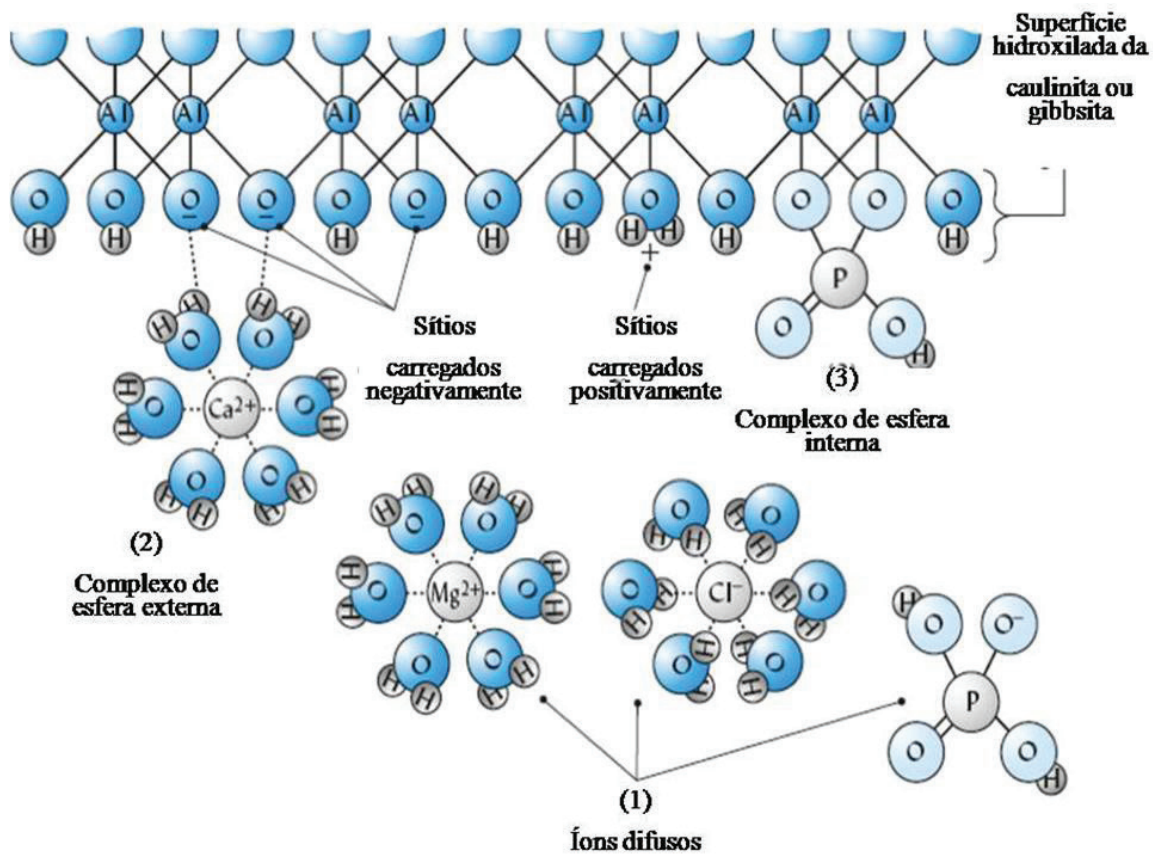 Superfície
hidroxilada da
caulinita ou
gibbsita
Al Al Al Al Al Al Al Al
O O O O O O O O O O O O O
H H – – H – H H H H + H H
Sítios
carregados
negativamente
Sítios
carregados
positivamente
P
O O
H
(3)
Complexo de esfera
interna
H H H H
O O
H O Ca2+ O H
H H
O O
H H H H
(2)
Complexo de
esfera externa
H H H H
O O
H O Mg2+ O H
H H
O O
H H H H
O H O
H H H
O H Cl– H O
H H
H H H
O O
H H
H
O O–
P
O O
H
(1)
Íons difusos